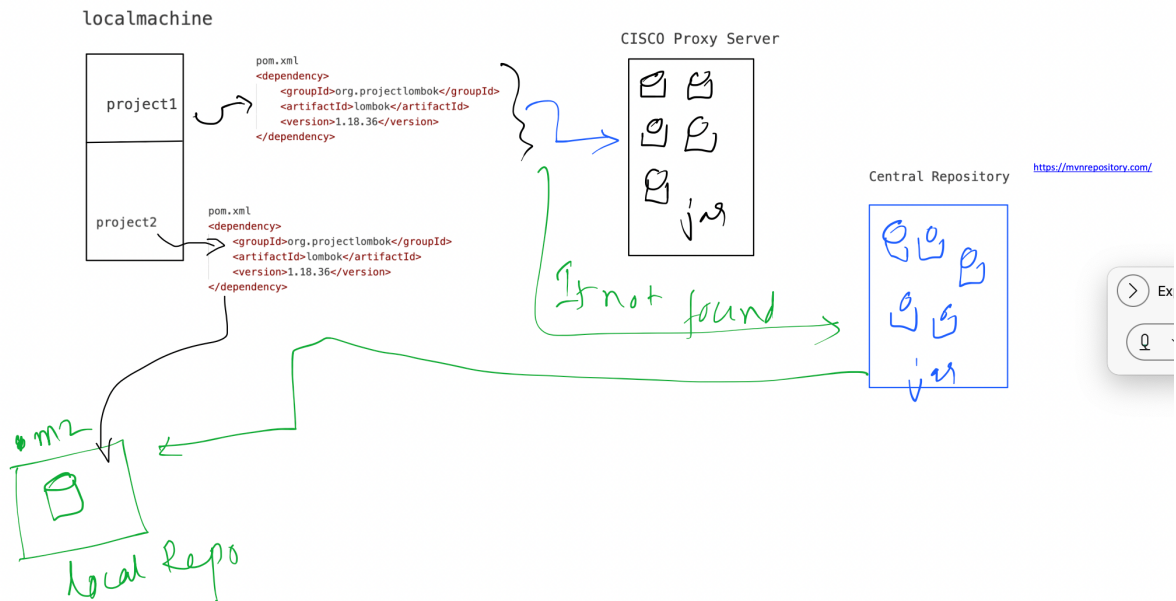 localmachine
project1
pom.xml
<dependency>
<groupId>org.projectlombok</groupId>
<artifactId>lombok</artifactId>
<version>1.18.36</version>
</dependency>
CISCO Proxy Server
jar
Central Repository
https://mvnrepository.com/
jar
project2
pom.xml
<dependency>
<groupId>org.projectlombok</groupId>
<artifactId>lombok</artifactId>
<version>1.18.36</version>
</dependency>
If not found
.m2
local Repo